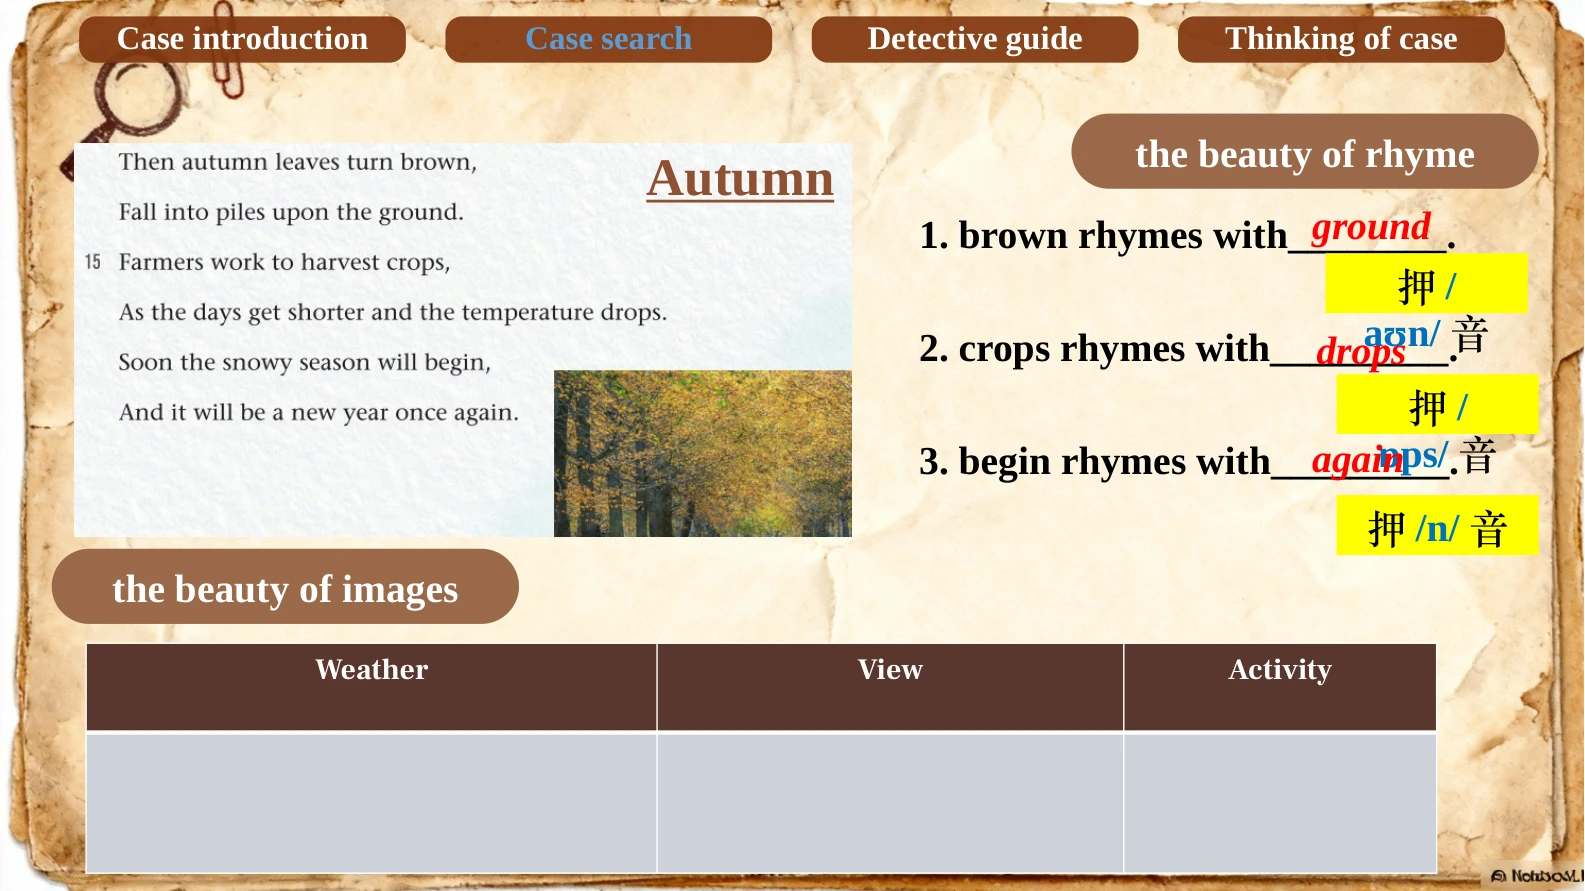 Case introduction
Case search
Detective guide
Thinking of case
Then autumn leaves turn brown,
Fall into piles upon the ground.
15 Farmers work to harvest crops,
As the days get shorter and the temperature drops.
Soon the snowy season will begin,
And it will be a new year once again.
Autumn
the beauty of rhyme
1. brown rhymes with ground.
押 /
aʊn/ 音
2. crops rhymes with drops.
押 /
ɒps/ 音
3. begin rhymes with again.
押 /n/ 音
the beauty of images
Weather
View
Activity